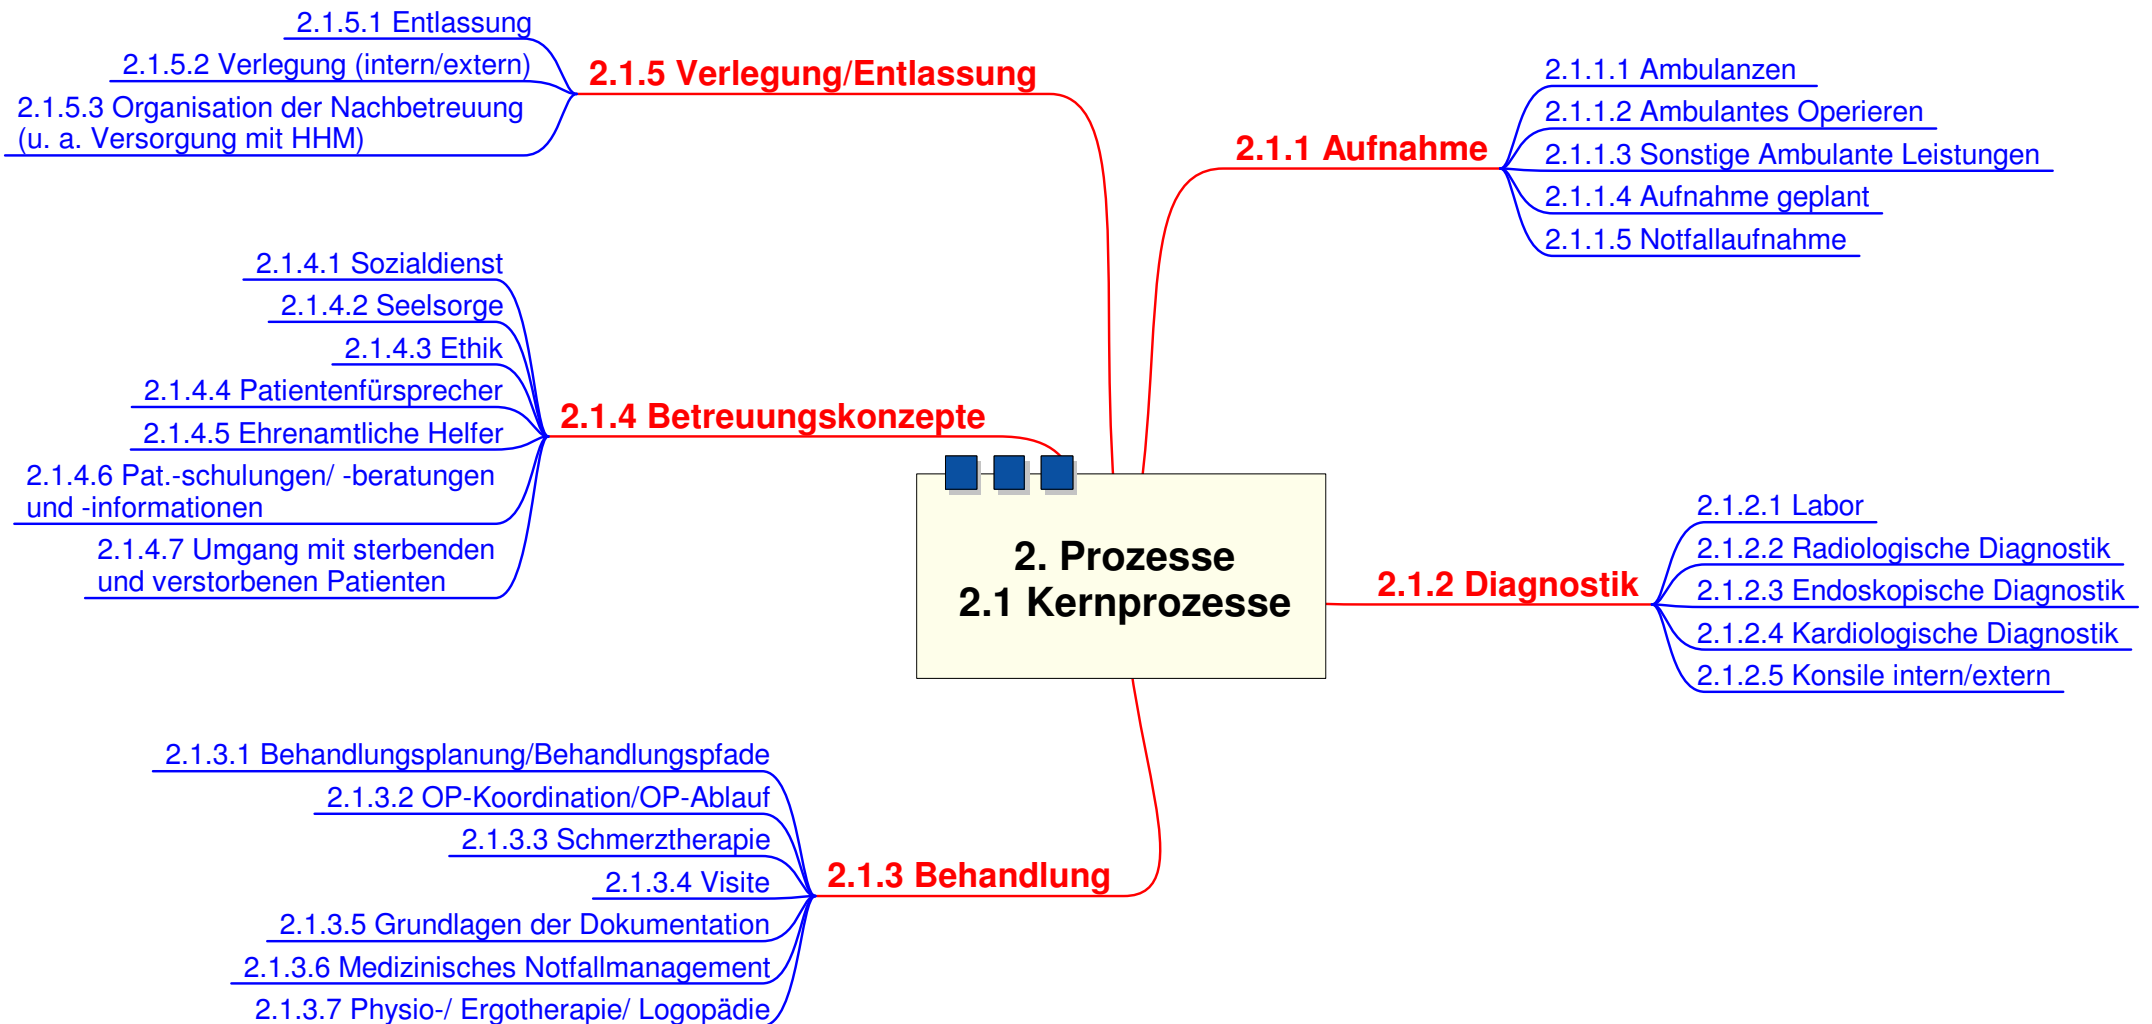 2. Prozesse
2.1 Kernprozesse
2.1.1 Aufnahme
2.1.1.1 Ambulanzen
2.1.1.2 Ambulantes Operieren
2.1.1.3 Sonstige Ambulante Leistungen
2.1.1.4 Aufnahme geplant
2.1.1.5 Notfallaufnahme
2.1.2 Diagnostik
2.1.2.1 Labor
2.1.2.2 Radiologische Diagnostik
2.1.2.3 Endoskopische Diagnostik
2.1.2.4 Kardiologische Diagnostik
2.1.2.5 Konsile intern/extern
2.1.3 Behandlung
2.1.3.1 Behandlungsplanung/Behandlungspfade
2.1.3.2 OP-Koordination/OP-Ablauf
2.1.3.3 Schmerztherapie
2.1.3.4 Visite
2.1.3.5 Grundlagen der Dokumentation
2.1.3.6 Medizinisches Notfallmanagement
2.1.3.7 Physio-/ Ergotherapie/ Logopädie
2.1.4 Betreuungskonzepte
2.1.4.1 Sozialdienst
2.1.4.2 Seelsorge
2.1.4.3 Ethik
2.1.4.4 Patientenfürsprecher
2.1.4.5 Ehrenamtliche Helfer
2.1.4.6 Pat.-schulungen/ -beratungen
und -informationen
2.1.4.7 Umgang mit sterbenden
und verstorbenen Patienten
2.1.5 Verlegung/Entlassung
2.1.5.1 Entlassung
2.1.5.2 Verlegung (intern/extern)
2.1.5.3 Organisation der Nachbetreuung
(u. a. Versorgung mit HHM)